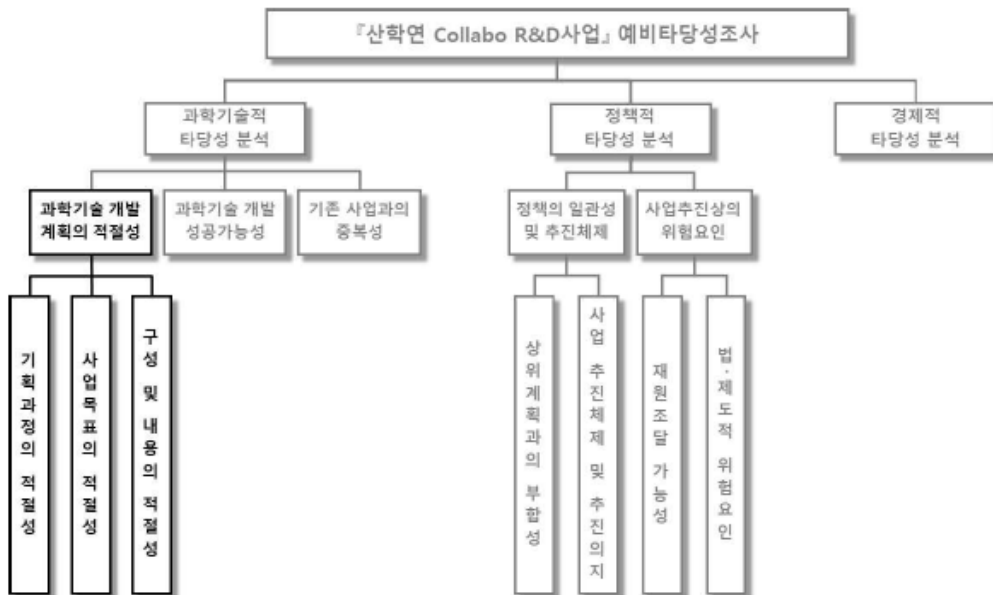 『산학연 Collabo R&D사업』 예비타당성조사
과학기술적
타당성 분석
정책적
타당성 분석
경제적
타당성 분석
과학기술 개발
계획의 적절성
과학기술 개발
성공가능성
기존 사업과의
중복성
정책의 일관성
및 추진체제
사업추진상의
위험요인
기획과정의 적절성
사업목표의 적절성
구성 및 내용의 적절성
상위계획과의 부합성
사업 추진체제 및 추진의지
재원조달 가능성
법·제도적 위험요인